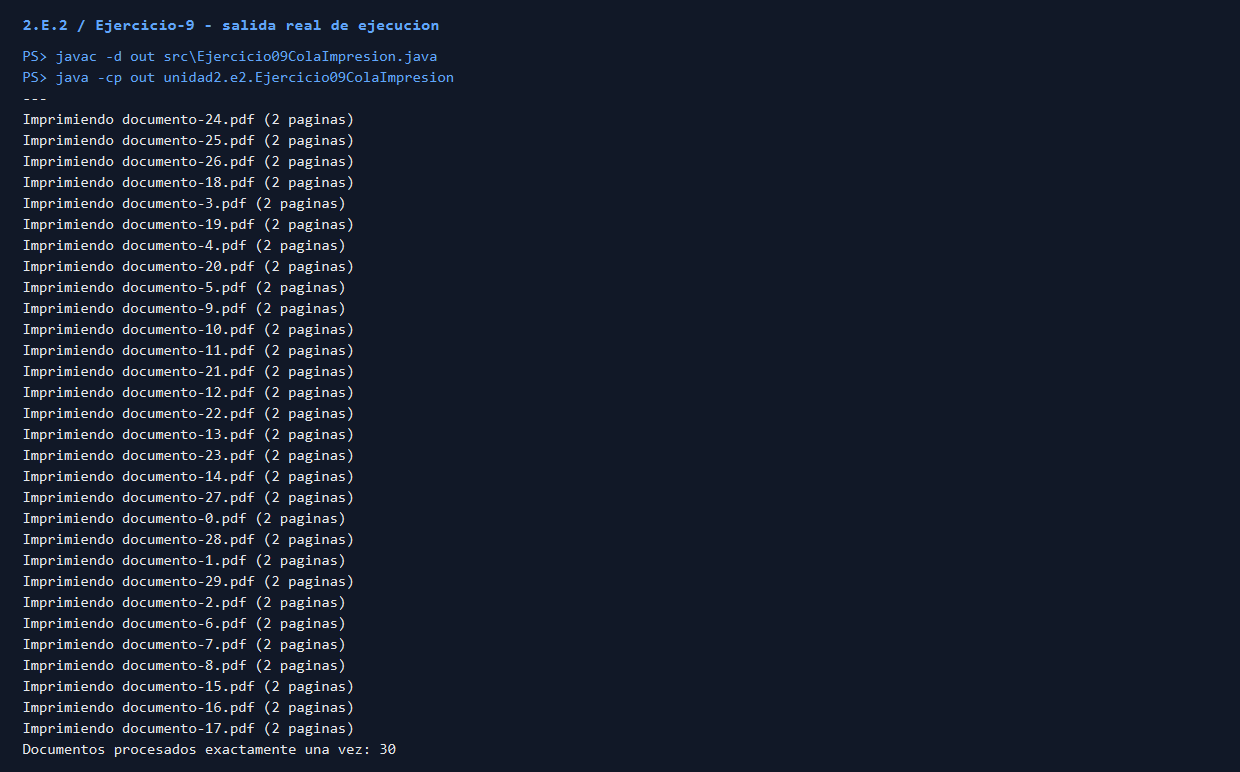 2.E.2 / Ejercicio-9 - salida real de ejecucion
PS> javac -d out src\Ejercicio09ColaImpresion.java
PS> java -cp out unidad2.e2.Ejercicio09ColaImpresion
---
Imprimiendo documento-24.pdf (2 paginas)
Imprimiendo documento-25.pdf (2 paginas)
Imprimiendo documento-26.pdf (2 paginas)
Imprimiendo documento-18.pdf (2 paginas)
Imprimiendo documento-3.pdf (2 paginas)
Imprimiendo documento-19.pdf (2 paginas)
Imprimiendo documento-4.pdf (2 paginas)
Imprimiendo documento-20.pdf (2 paginas)
Imprimiendo documento-5.pdf (2 paginas)
Imprimiendo documento-9.pdf (2 paginas)
Imprimiendo documento-10.pdf (2 paginas)
Imprimiendo documento-11.pdf (2 paginas)
Imprimiendo documento-21.pdf (2 paginas)
Imprimiendo documento-12.pdf (2 paginas)
Imprimiendo documento-22.pdf (2 paginas)
Imprimiendo documento-13.pdf (2 paginas)
Imprimiendo documento-23.pdf (2 paginas)
Imprimiendo documento-14.pdf (2 paginas)
Imprimiendo documento-27.pdf (2 paginas)
Imprimiendo documento-0.pdf (2 paginas)
Imprimiendo documento-28.pdf (2 paginas)
Imprimiendo documento-1.pdf (2 paginas)
Imprimiendo documento-29.pdf (2 paginas)
Imprimiendo documento-2.pdf (2 paginas)
Imprimiendo documento-6.pdf (2 paginas)
Imprimiendo documento-7.pdf (2 paginas)
Imprimiendo documento-8.pdf (2 paginas)
Imprimiendo documento-15.pdf (2 paginas)
Imprimiendo documento-16.pdf (2 paginas)
Imprimiendo documento-17.pdf (2 paginas)
Documentos procesados exactamente una vez: 30